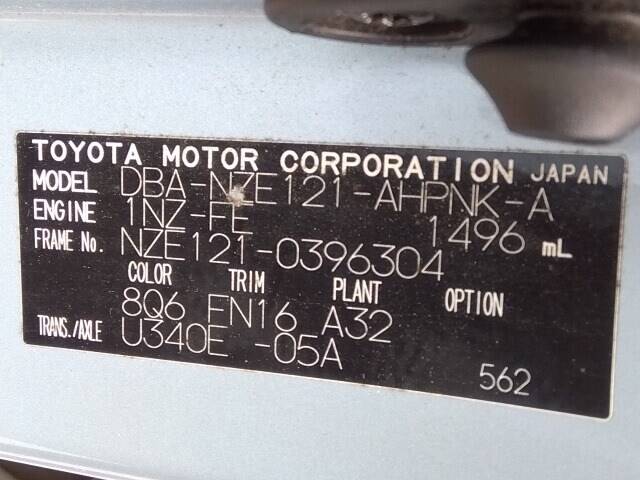 TOYOTA MOTOR CORPORATION JAPAN
MODEL DBA-NZE121-AHPNK-A
ENGINE 1NZ-FE 1496 mL
FRAME No. NZE121-0396304
COLOR TRIM PLANT OPTION
8Q6 FN16 A32
TRANS./AXLE U340E -05A
562